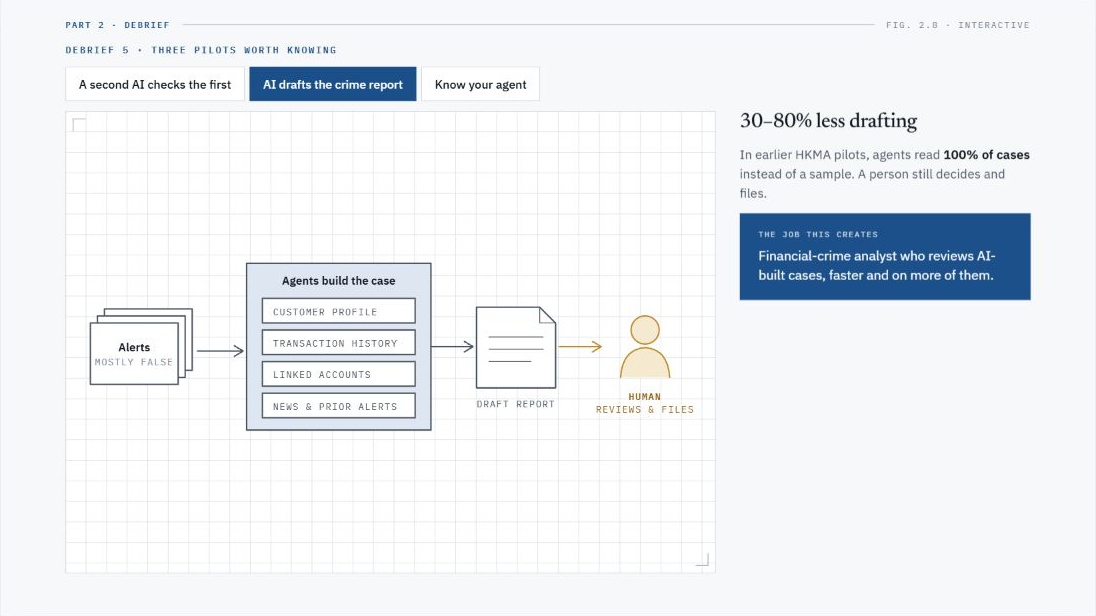 PART 2 · DEBRIEF
FIG. 2.8 · INTERACTIVE
DEBRIEF 5 · THREE PILOTS WORTH KNOWING
A second AI checks the first
AI drafts the crime report
Know your agent
Alerts
MOSTLY FALSE
Agents build the case
CUSTOMER PROFILE
TRANSACTION HISTORY
LINKED ACCOUNTS
NEWS & PRIOR ALERTS
DRAFT REPORT
HUMAN
REVIEWS & FILES
30–80% less drafting
In earlier HKMA pilots, agents read 100% of cases
instead of a sample. A person still decides and
files.
THE JOB THIS CREATES
Financial-crime analyst who reviews AI-
built cases, faster and on more of them.